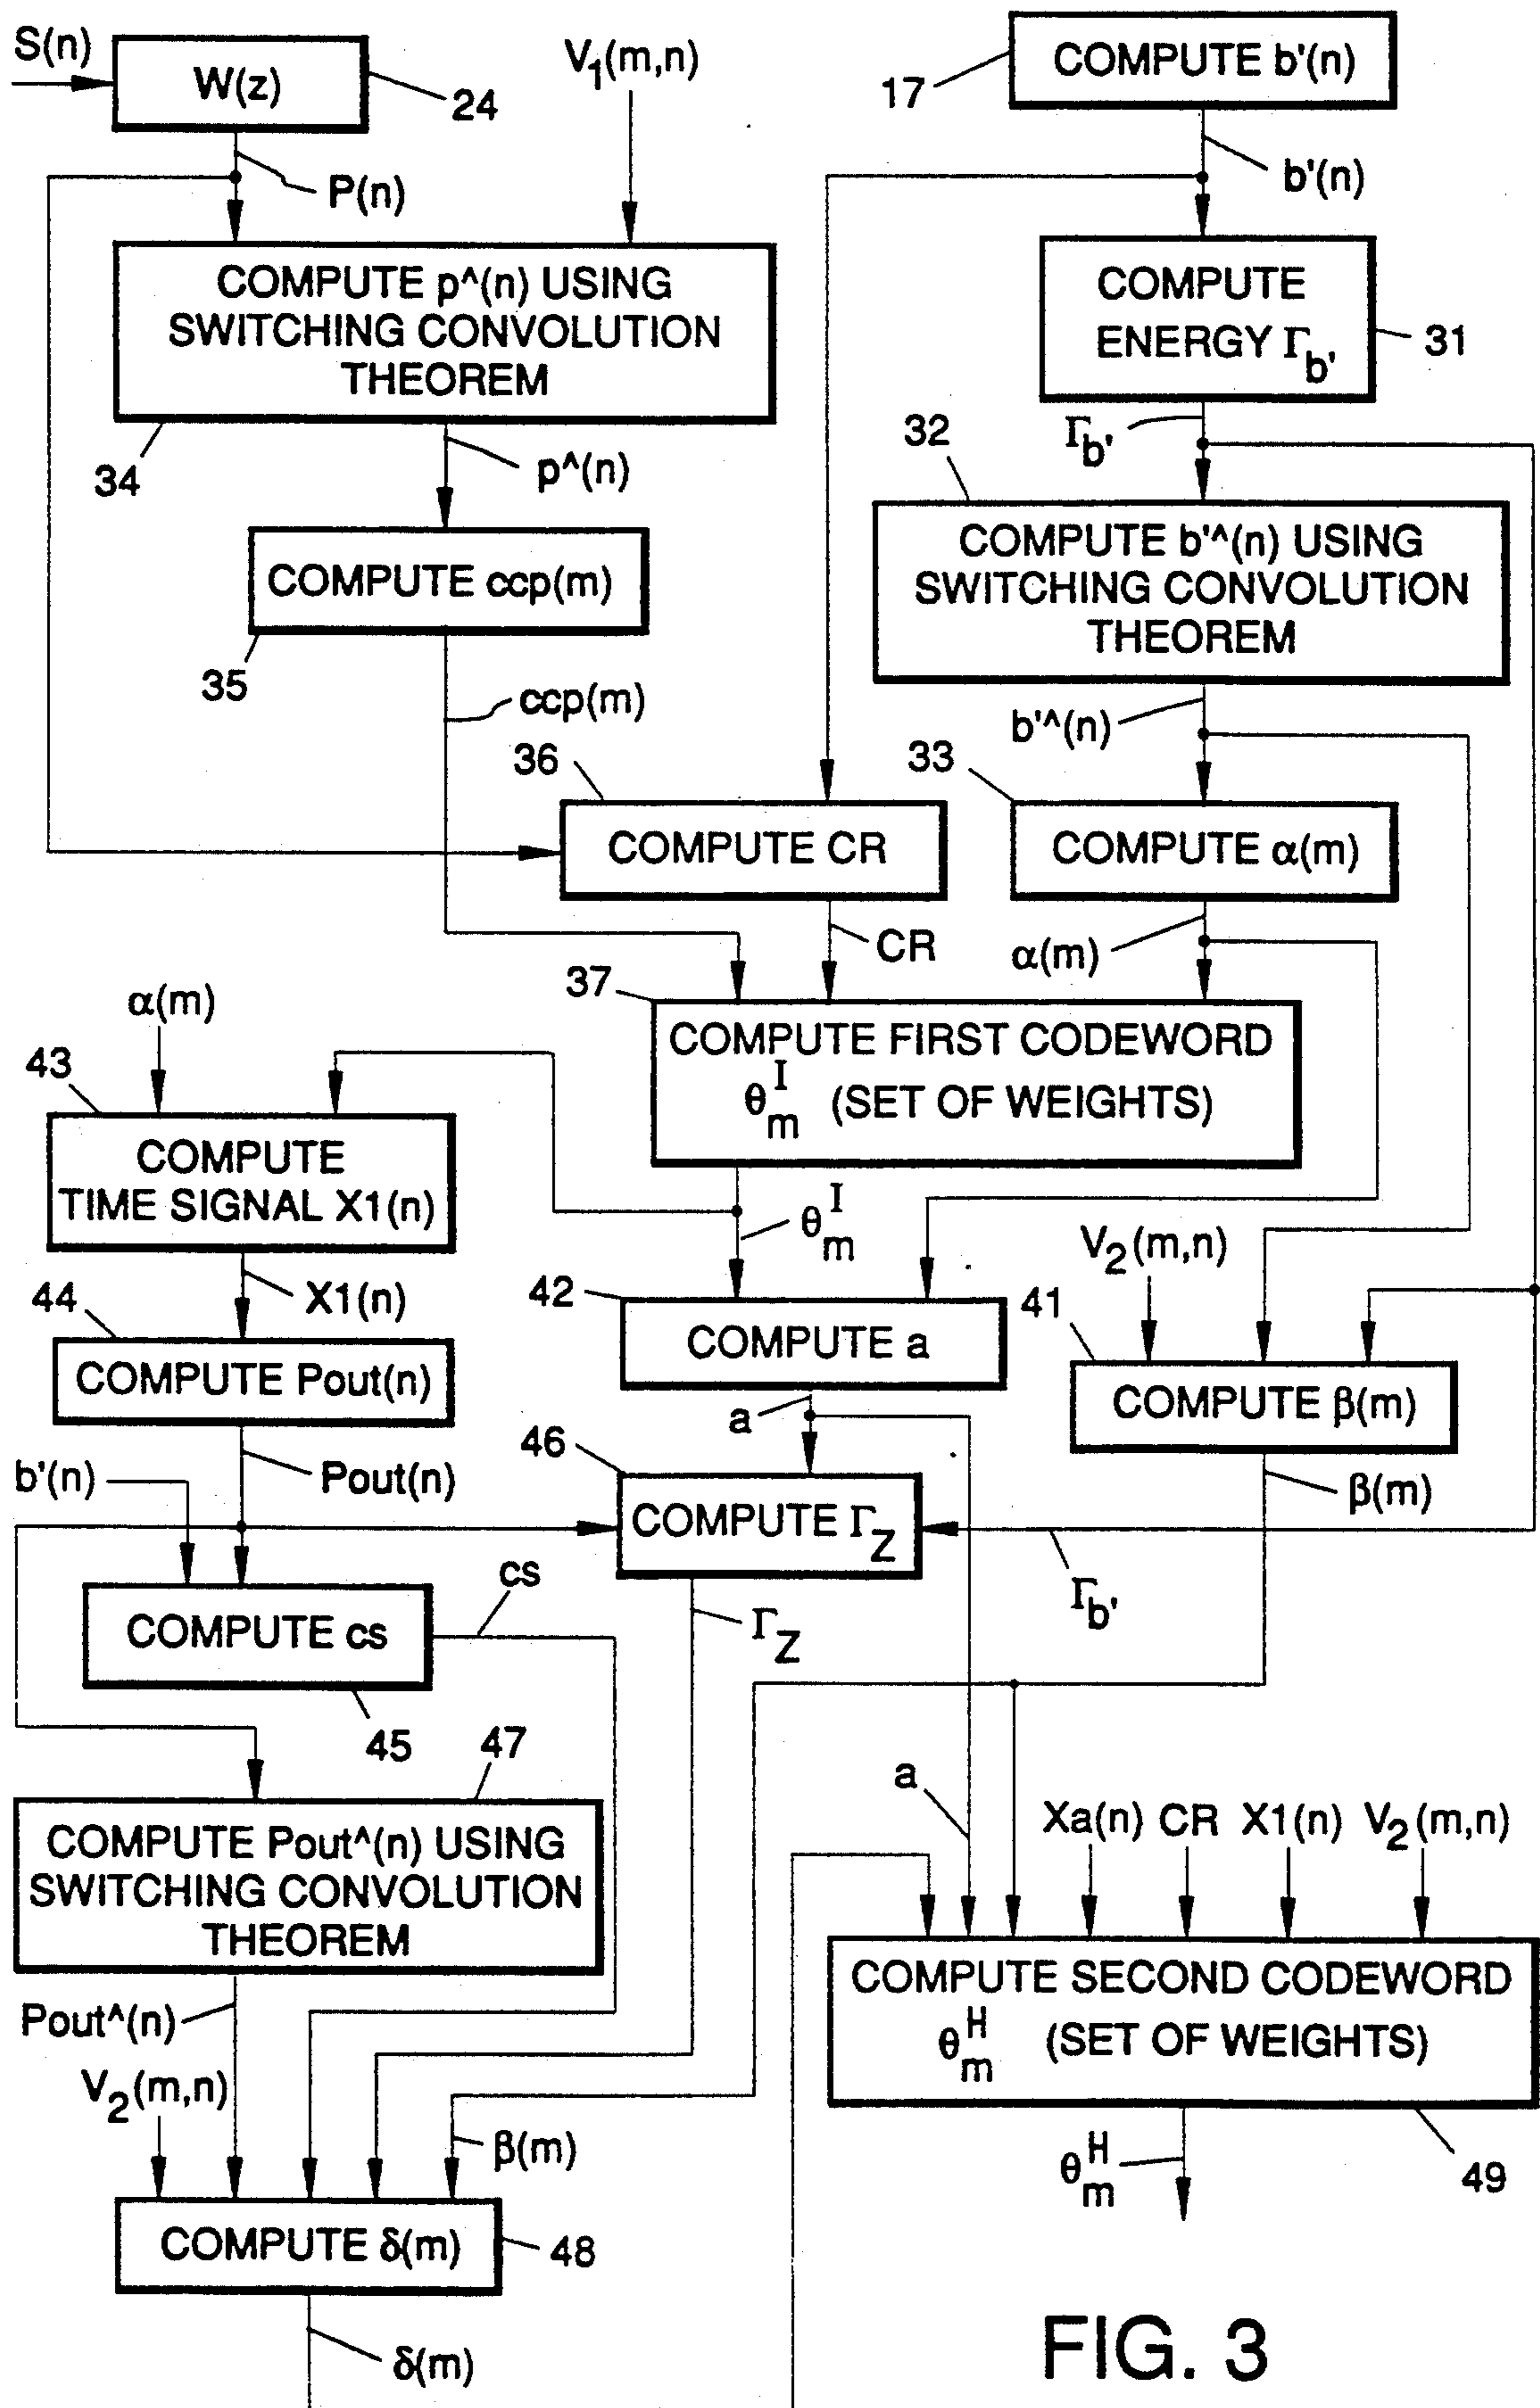 S(n)
W(z)
24
V1(m,n)
COMPUTE b'(n)
17
P(n)
b'(n)
COMPUTE p^(n) USING
SWITCHING CONVOLUTION
THEOREM
34
COMPUTE
ENERGY Γb'
31
Γb'
32
p^(n)
COMPUTE ccp(m)
35
COMPUTE b'^(n) USING
SWITCHING CONVOLUTION
THEOREM
ccp(m)
b'^(n)
36
33
COMPUTE CR
COMPUTE α(m)
CR
α(m)
37
α(m)
43
COMPUTE FIRST CODEWORD
θm^I (SET OF WEIGHTS)
COMPUTE
TIME SIGNAL X1(n)
θm^I
V2(m,n)
X1(n)
44
42
41
COMPUTE a
COMPUTE Pout(n)
COMPUTE β(m)
a
46
b'(n)
Pout(n)
β(m)
COMPUTE ΓZ
cs
Γb'
COMPUTE cs
ΓZ
45
47
a
Xa(n) CR X1(n) V2(m,n)
COMPUTE Pout^(n) USING
SWITCHING CONVOLUTION
THEOREM
COMPUTE SECOND CODEWORD
θm^H (SET OF WEIGHTS)
Pout^(n)
V2(m,n)
β(m)
θm^H
49
COMPUTE δ(m)
48
δ(m)
FIG. 3